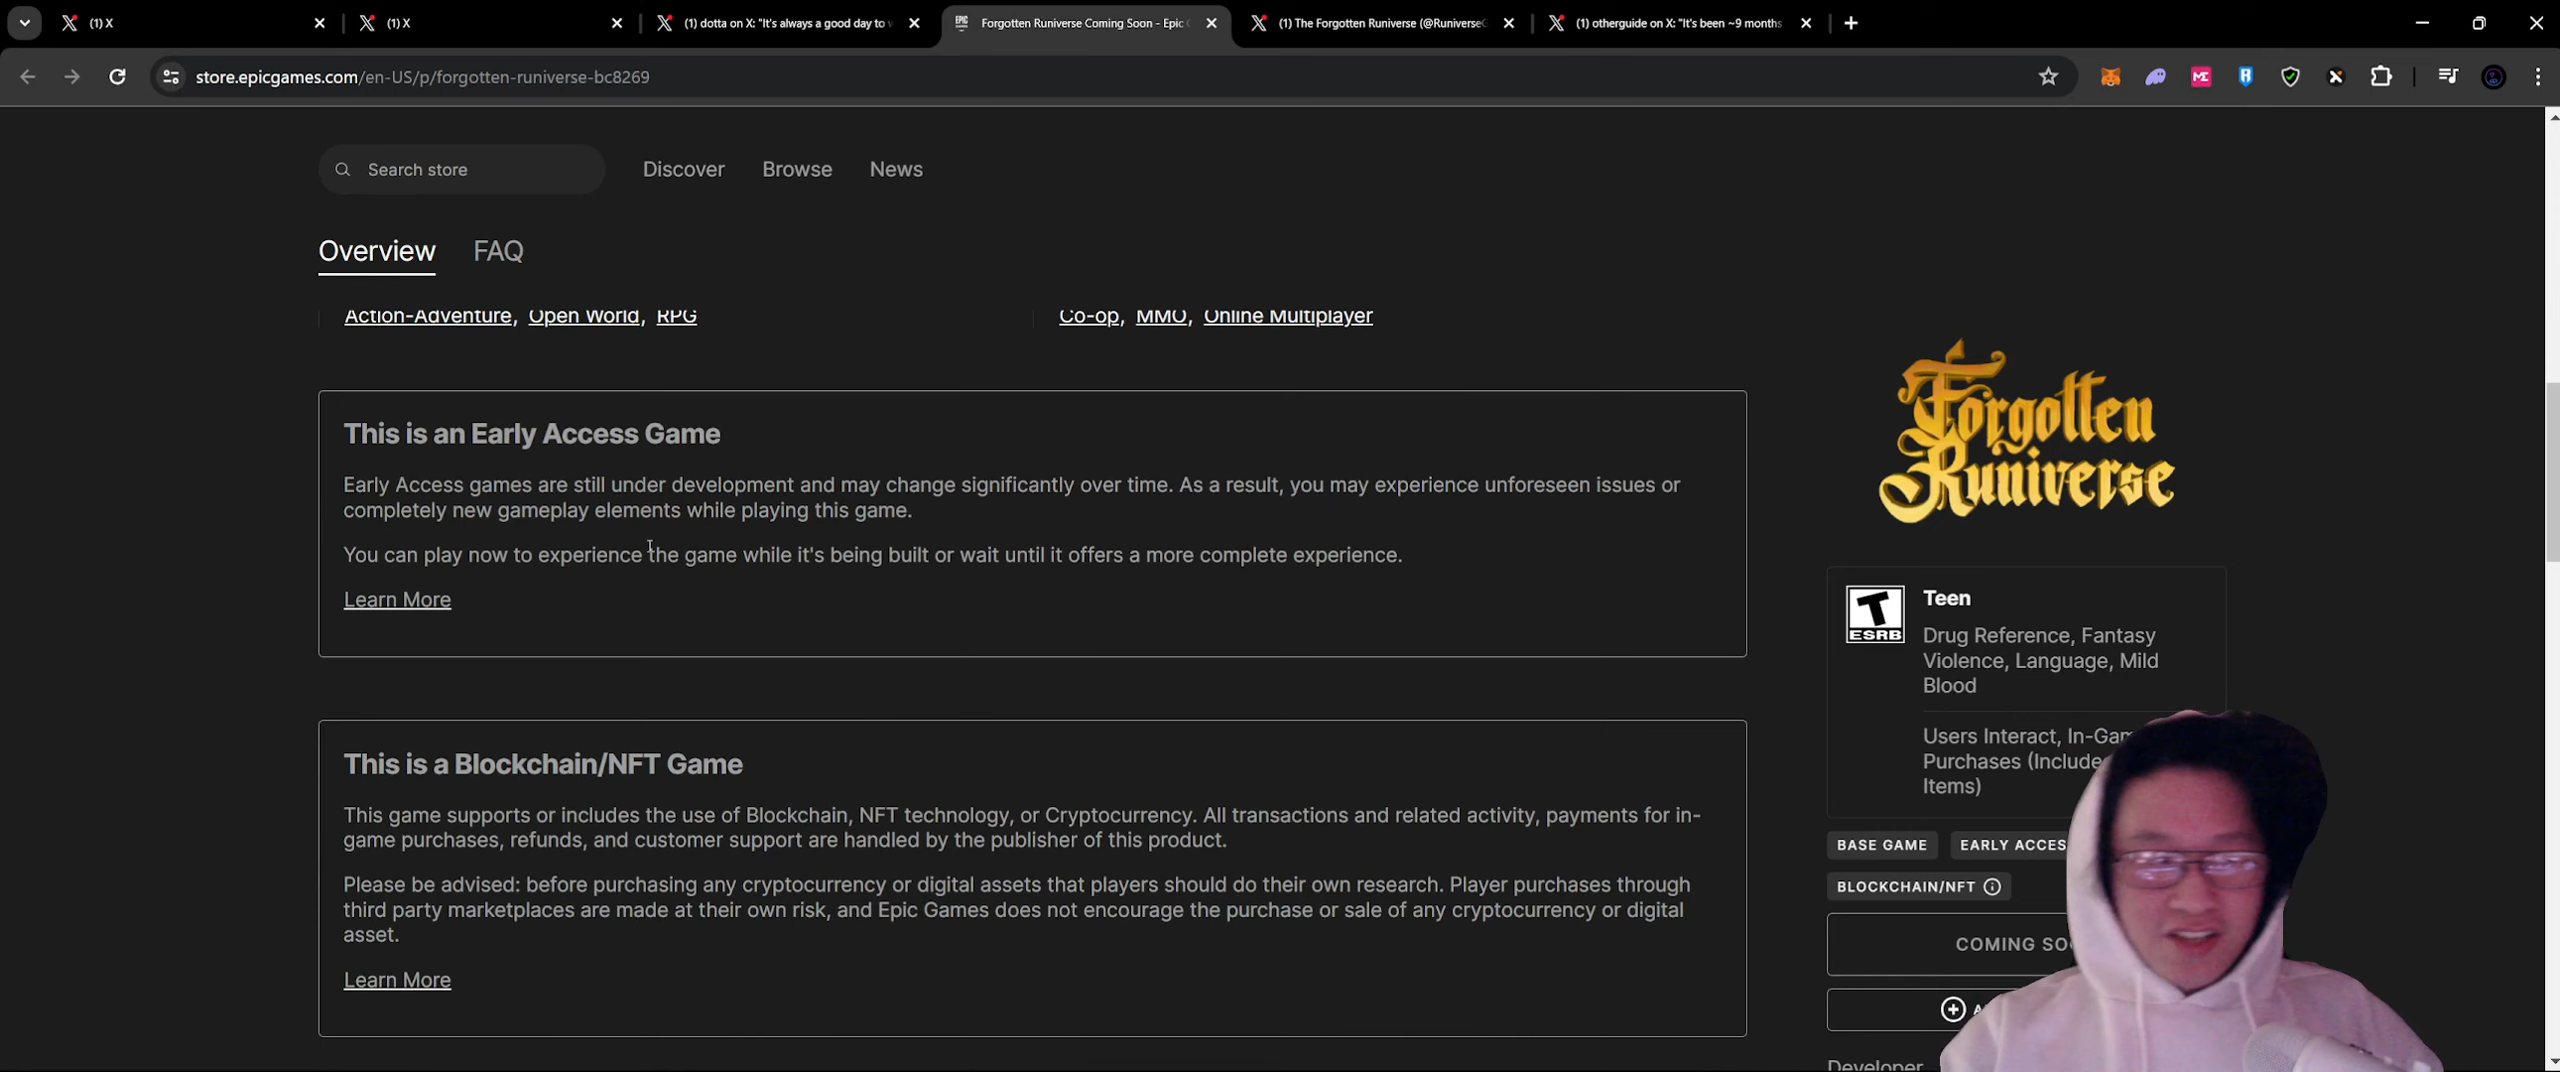 (1) X
(1) X
(1) dotta on X: "It's always a good day to
Forgotten Runiverse Coming Soon - Epic
(1) The Forgotten Runiverse (@Runiverse
(1) otherguide on X: "It's been ~9 months
store.epicgames.com/en-US/p/forgotten-runiverse-bc8269
Search store
Discover
Browse
News
Overview
FAQ
Action-Adventure, Open World, RPG
Co-op, MMO, Online Multiplayer
This is an Early Access Game
Early Access games are still under development and may change significantly over time. As a result, you may experience unforeseen issues or
completely new gameplay elements while playing this game.
You can play now to experience the game while it's being built or wait until it offers a more complete experience.
Learn More
This is a Blockchain/NFT Game
This game supports or includes the use of Blockchain, NFT technology, or Cryptocurrency. All transactions and related activity, payments for in-
game purchases, refunds, and customer support are handled by the publisher of this product.
Please be advised: before purchasing any cryptocurrency or digital assets that players should do their own research. Player purchases through
third party marketplaces are made at their own risk, and Epic Games does not encourage the purchase or sale of any cryptocurrency or digital
asset.
Learn More
Forgotten
Runiverse
T
ESRB
Teen
Drug Reference, Fantasy
Violence, Language, Mild
Blood
Users Interact, In-Gam
Purchases (Include
Items)
BASE GAME
EARLY ACCES
BLOCKCHAIN/NFT
COMING SO
Developer